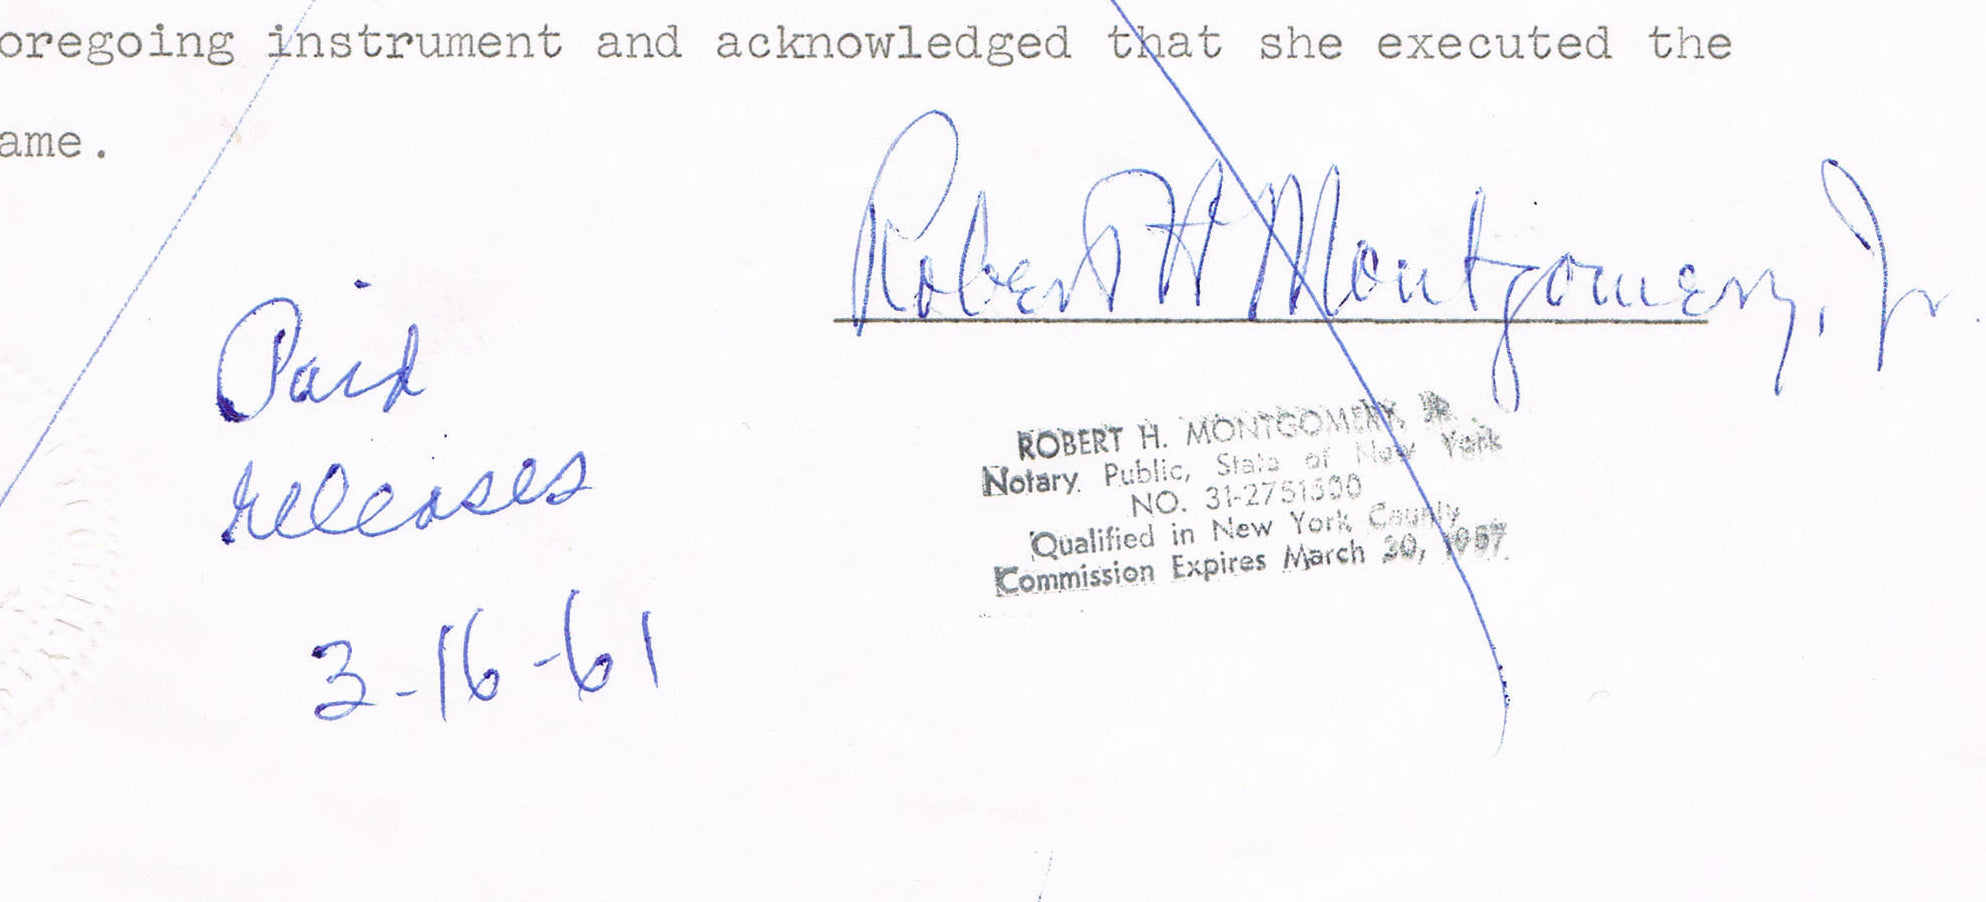 oregoing instrument and acknowledged that she executed the
ame.
Robert H Montgomery, Jr.
Paid
releases
3-16-61
ROBERT H. MONTGOMERY, JR.
Notary Public, State of New York
NO. 31-2751500
Qualified in New York County
Commission Expires March 30, 1957